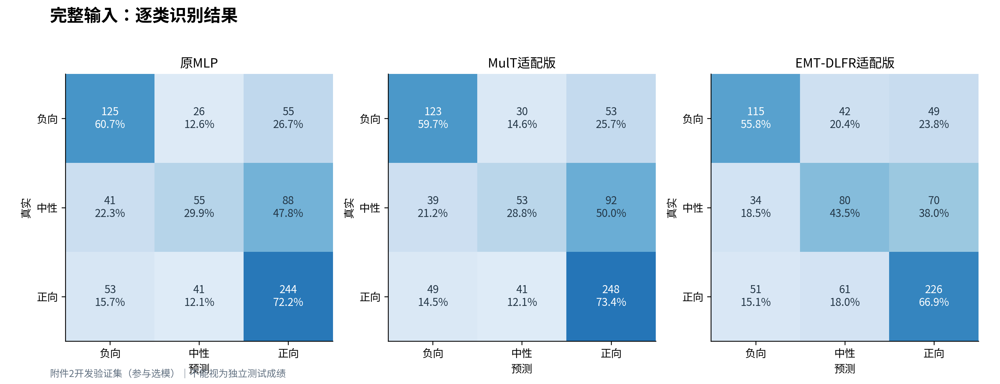 完整输入：逐类识别结果
原MLP
MulT适配版
EMT-DLFR适配版
真实
负向
125
60.7%
26
12.6%
55
26.7%
中性
41
22.3%
55
29.9%
88
47.8%
正向
53
15.7%
41
12.1%
244
72.2%
负向
中性
正向
预测
真实
负向
123
59.7%
30
14.6%
53
25.7%
中性
39
21.2%
53
28.8%
92
50.0%
正向
49
14.5%
41
12.1%
248
73.4%
负向
中性
正向
预测
真实
负向
115
55.8%
42
20.4%
49
23.8%
中性
34
18.5%
80
43.5%
70
38.0%
正向
51
15.1%
61
18.0%
226
66.9%
负向
中性
正向
预测
附件2开发验证集（参与选模）｜不能视为独立测试成绩